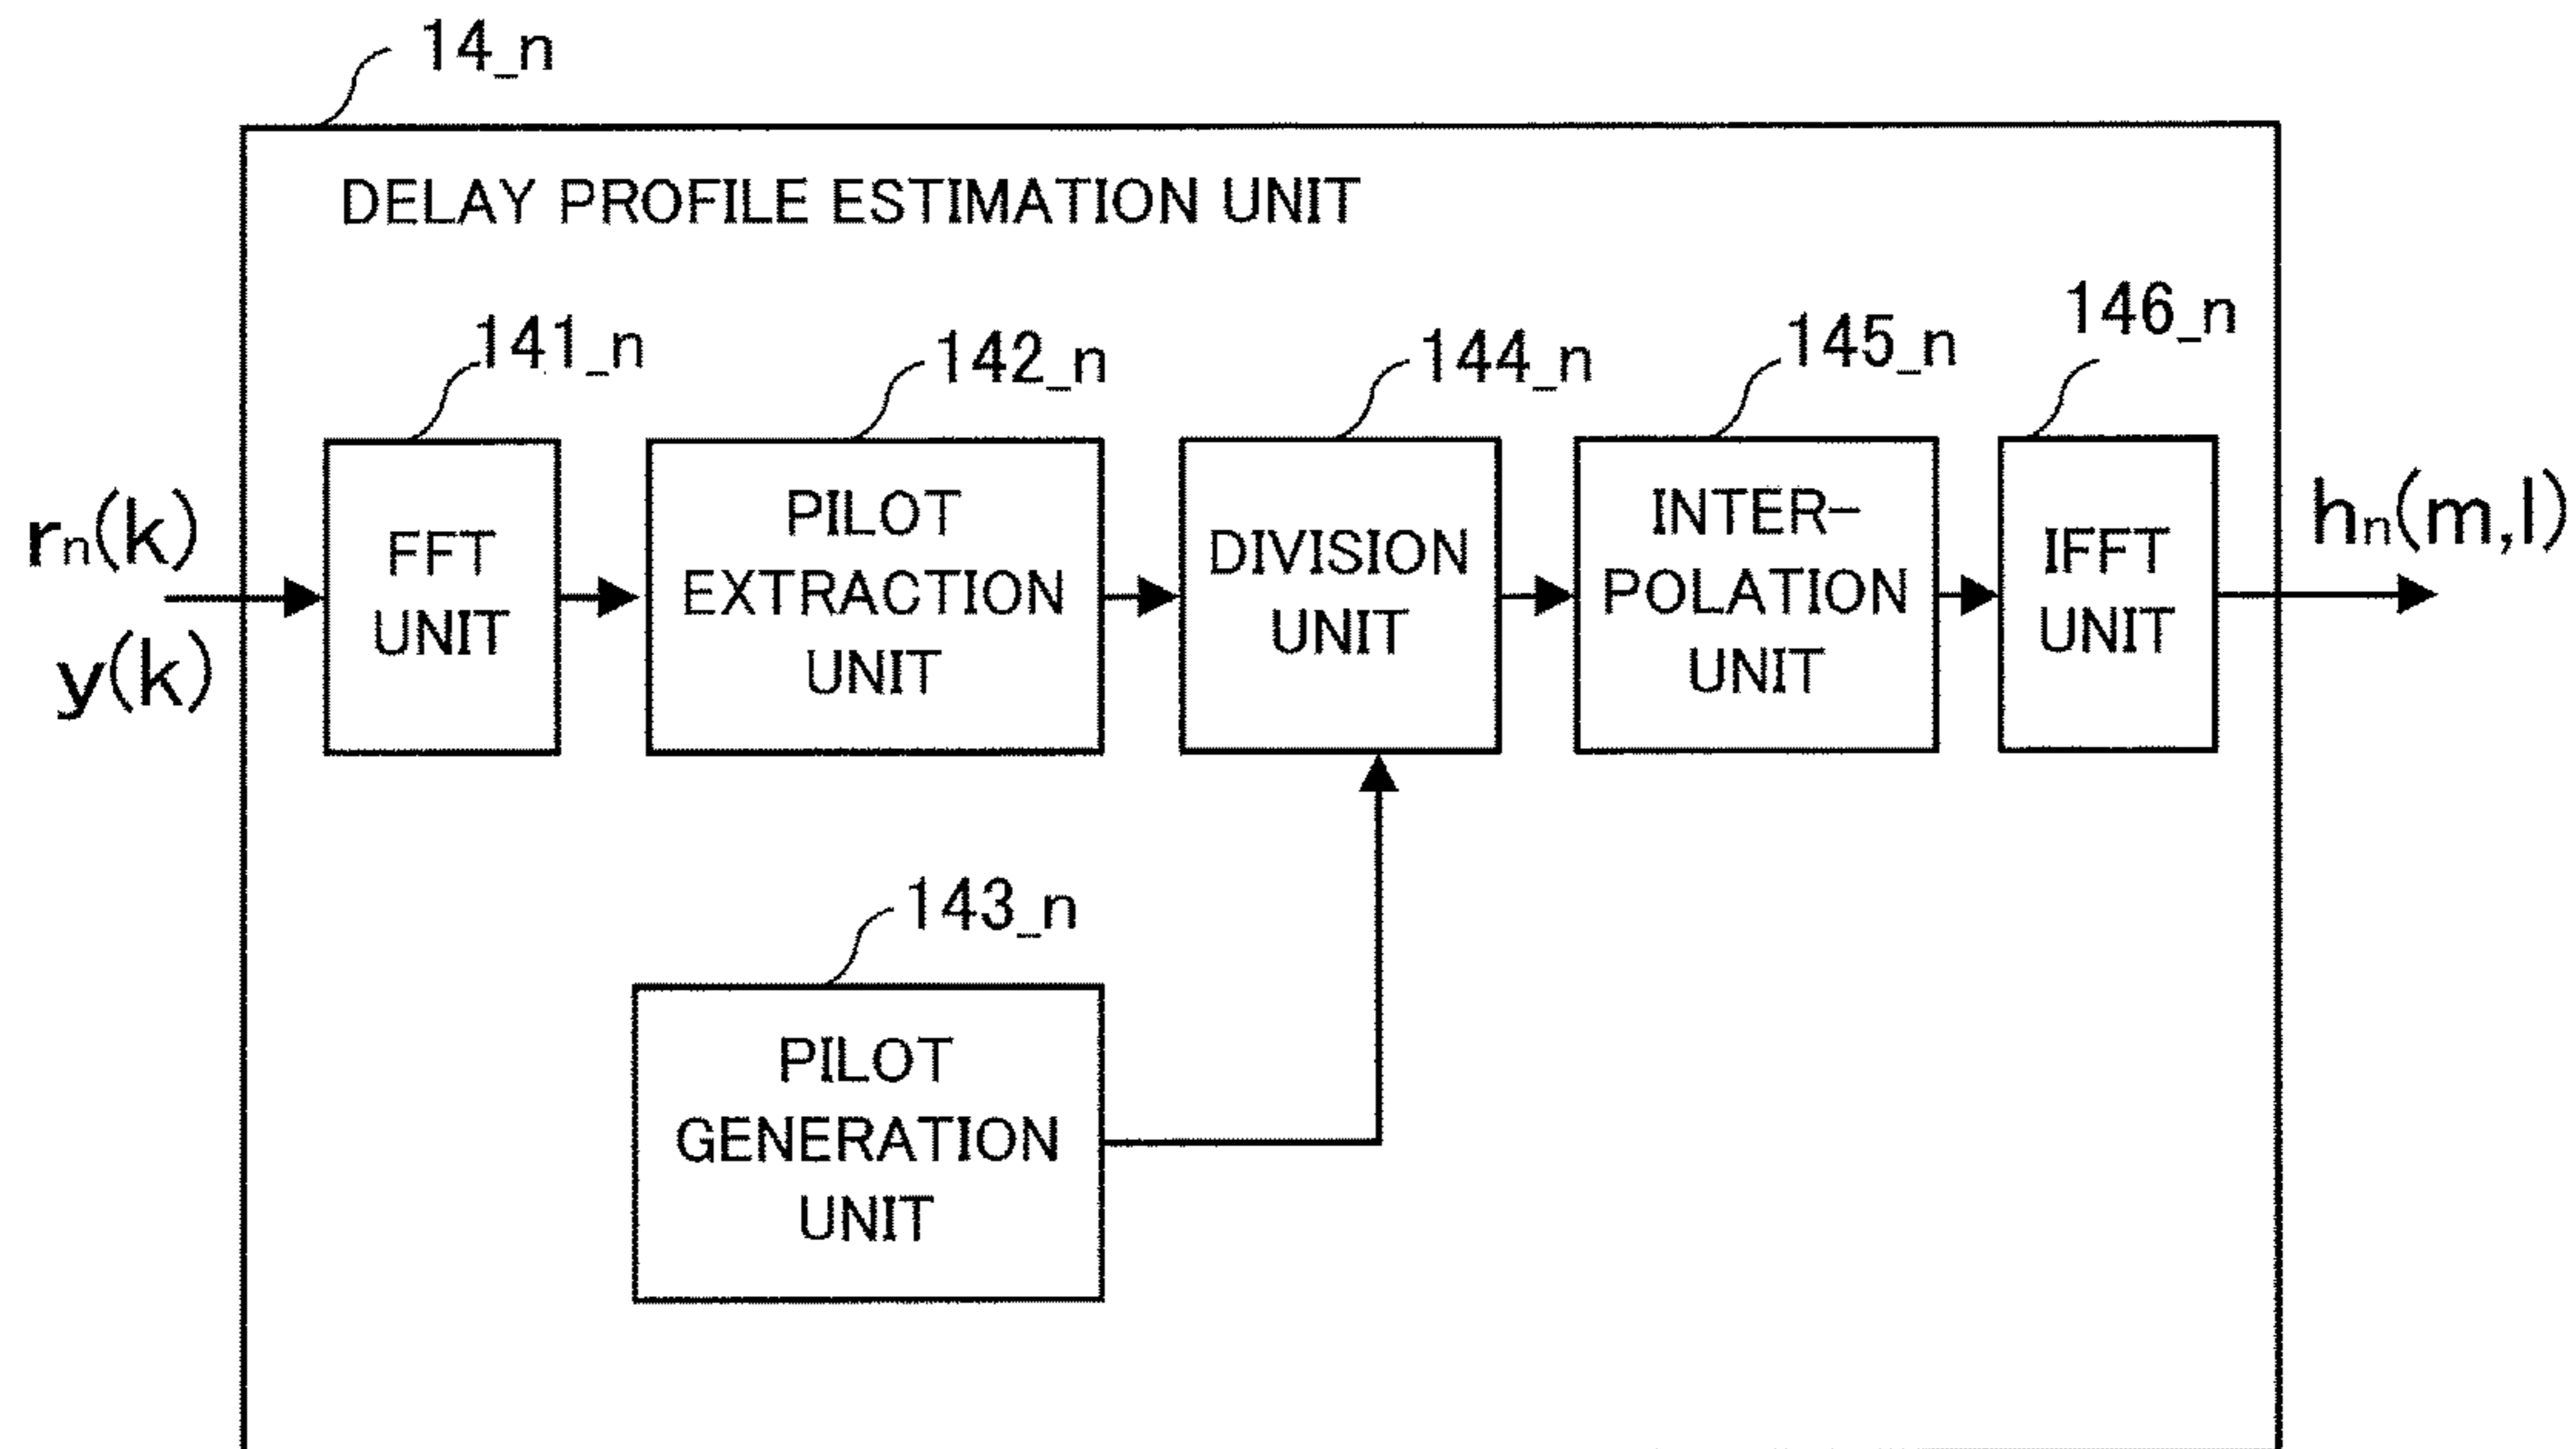 14_n
DELAY PROFILE ESTIMATION UNIT
141_n
142_n
144_n
145_n
146_n
rn(k)
y(k)
FFT
UNIT
PILOT
EXTRACTION
UNIT
DIVISION
UNIT
INTER-
POLATION
UNIT
IFFT
UNIT
hn(m,l)
143_n
PILOT
GENERATION
UNIT